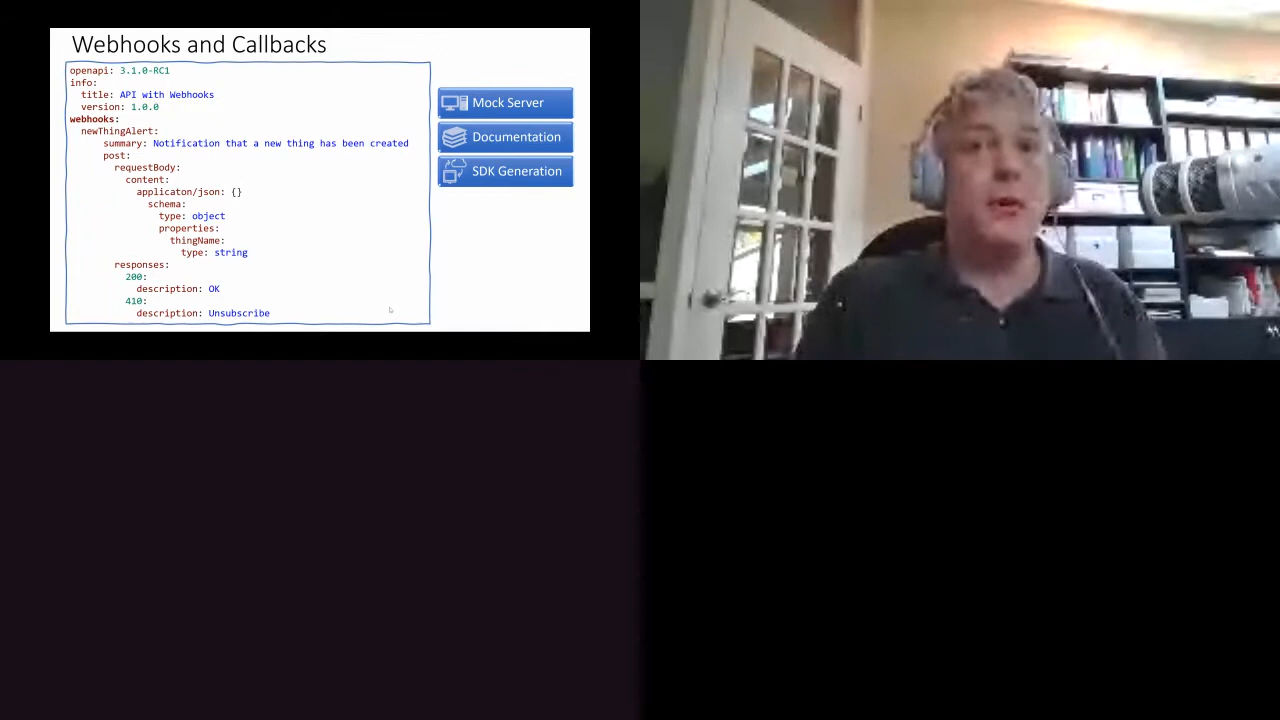 Webhooks and Callbacks
openapi: 3.1.0-RC1
info:
title: API with Webhooks
version: 1.0.0
webhooks:
newThingAlert:
summary: Notification that a new thing has been created
post:
requestBody:
content:
applicaton/json: {}
schema:
type: object
properties:
thingName:
type: string
responses:
200:
description: OK
410:
description: Unsubscribe
Mock Server
Documentation
SDK Generation